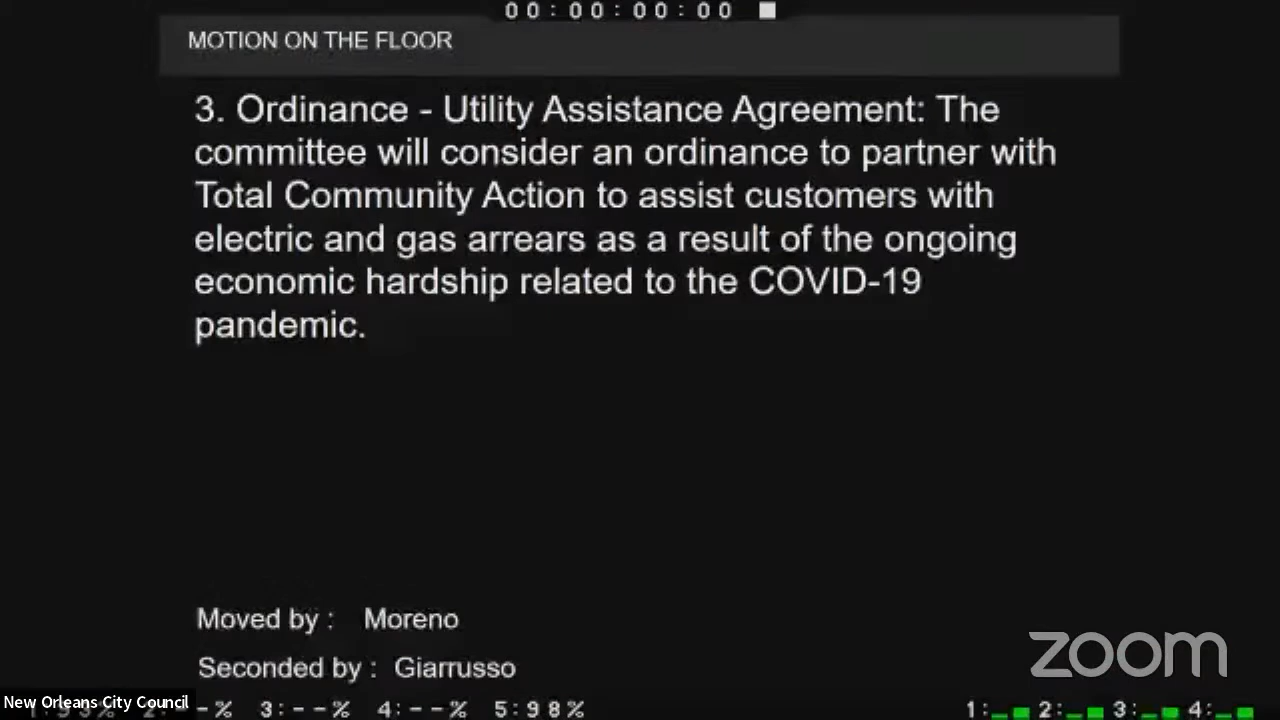 00:00:00:00
MOTION ON THE FLOOR
3. Ordinance - Utility Assistance Agreement: The
committee will consider an ordinance to partner with
Total Community Action to assist customers with
electric and gas arrears as a result of the ongoing
economic hardship related to the COVID-19
pandemic.
Moved by : Moreno
Seconded by : Giarrusso
zoom
New Orleans City Council
-% 3:--% 4:--% 5:98% 1: 2: 3: 4: